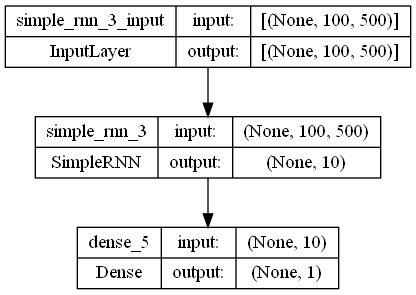 simple_rnn_3_input input: [(None, 100, 500)]
InputLayer output: [(None, 100, 500)]
simple_rnn_3 input: (None, 100, 500)
SimpleRNN output: (None, 10)
dense_5 input: (None, 10)
Dense output: (None, 1)